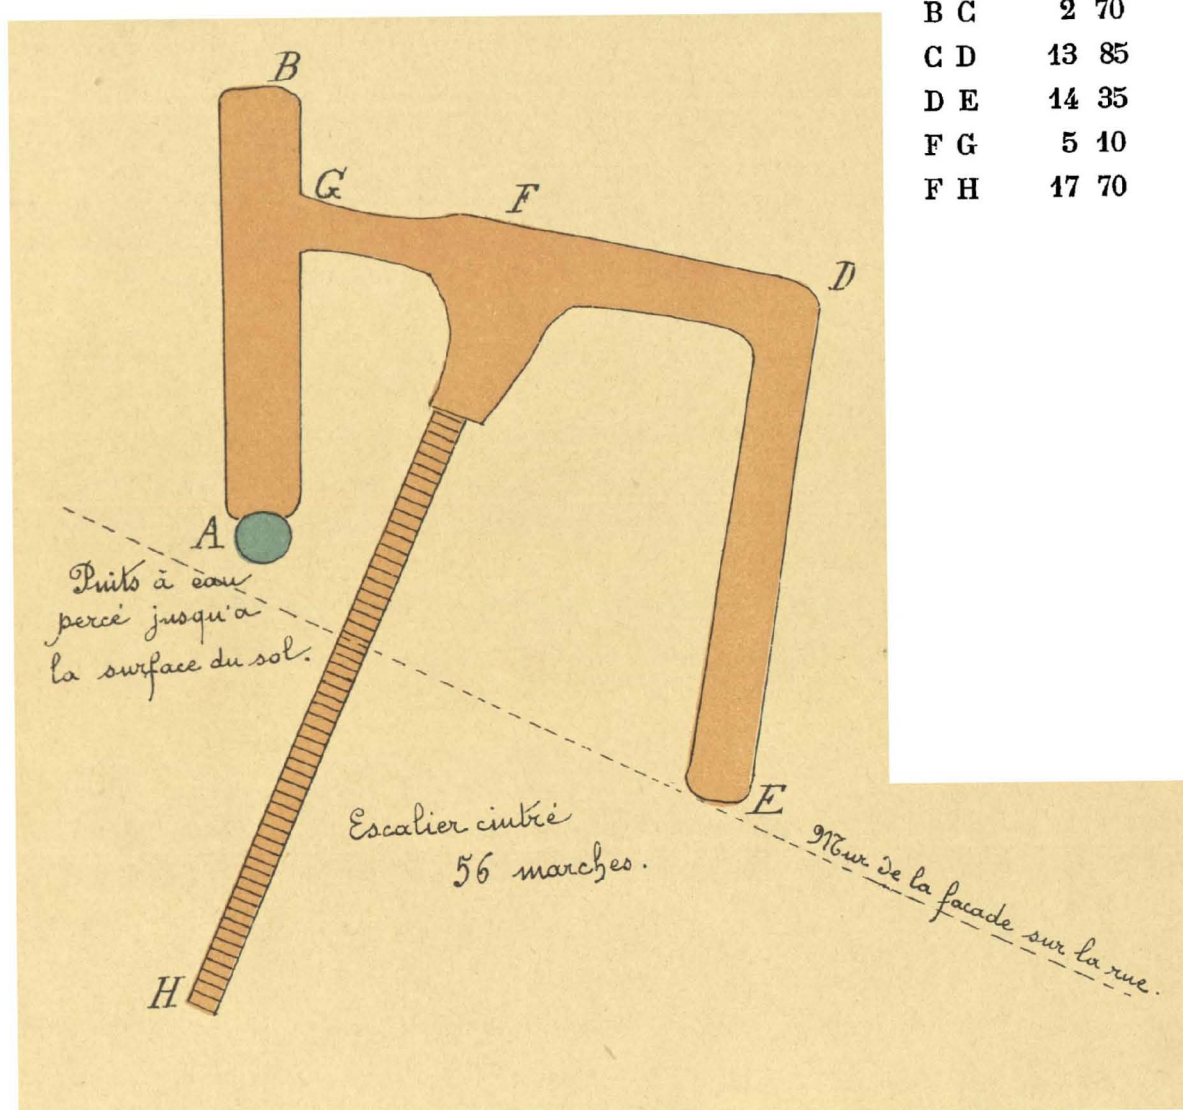 B C 2 70
C D 13 85
D E 14 35
F G 5 10
F H 17 70
B
G
F
D
A
Puits à eau
percé jusqu'a
la surface du sol.
E
Escalier cintré
56 marches.
Mur de la facade sur la rue.
H